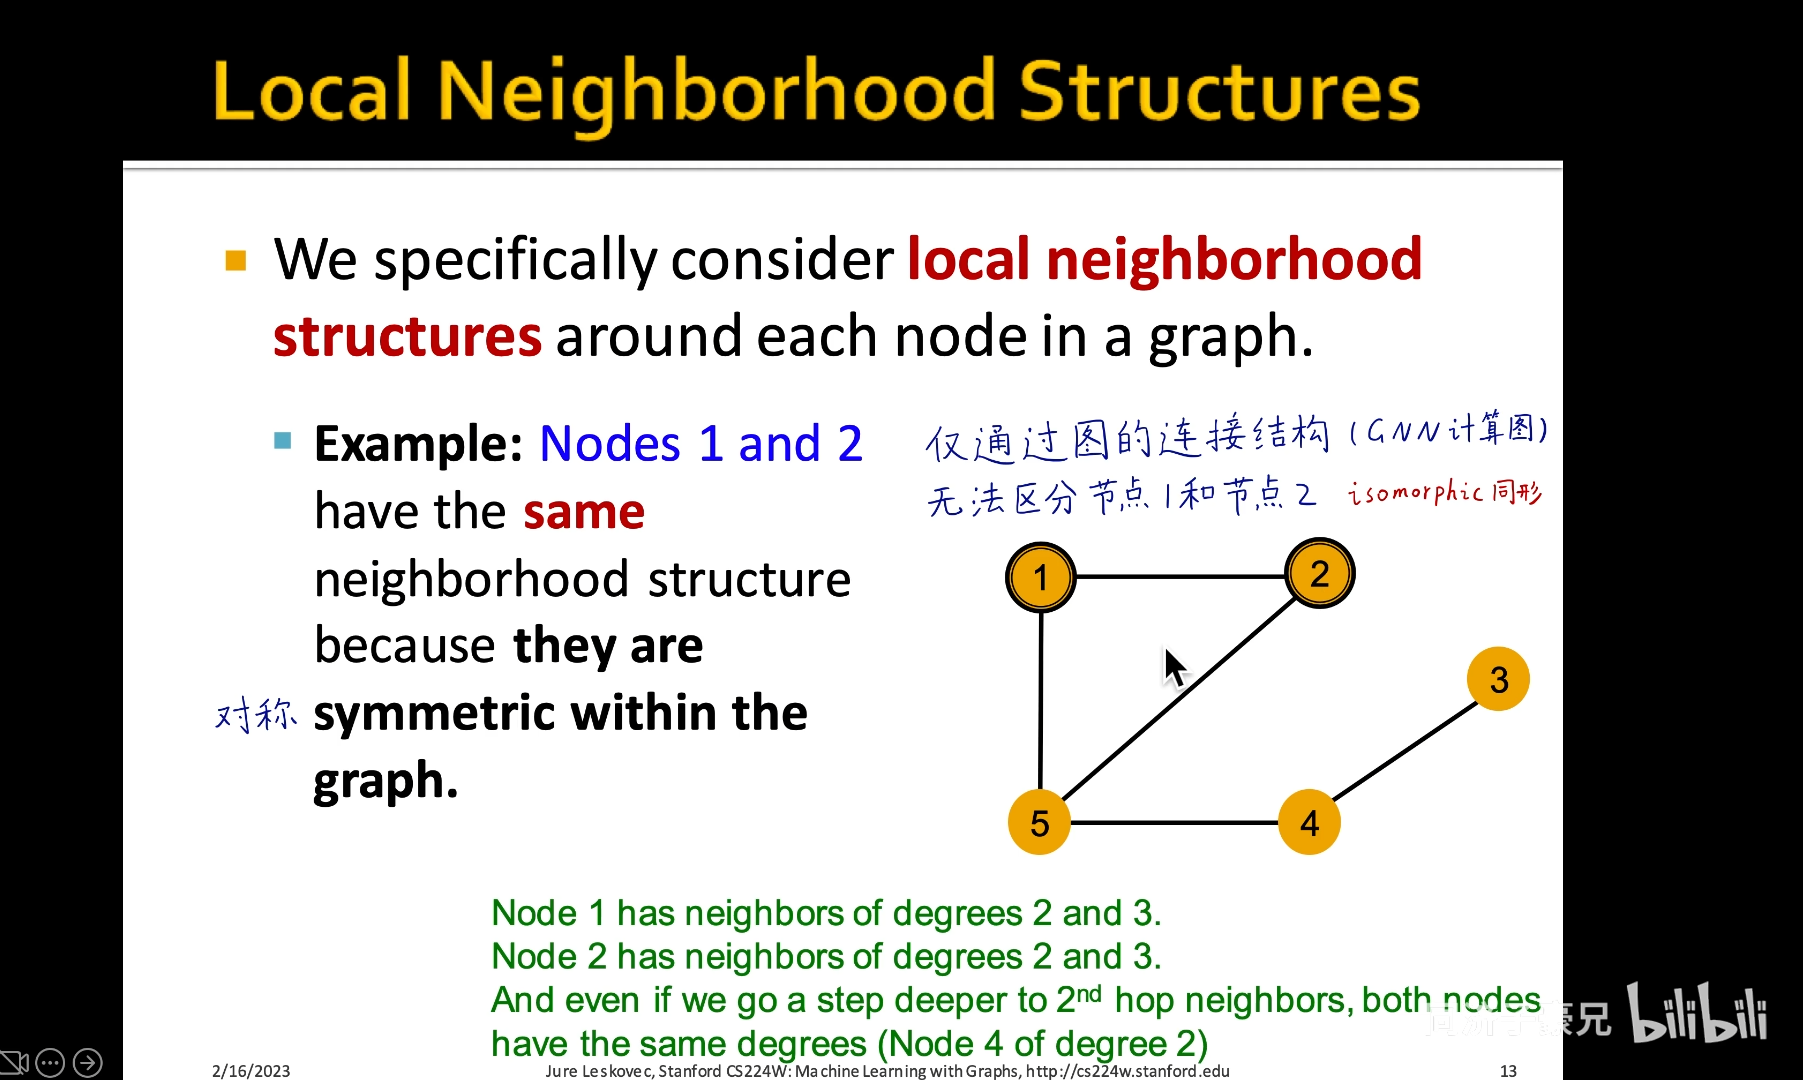 Local Neighborhood Structures
We specifically consider local neighborhood
structures around each node in a graph.
Example: Nodes 1 and 2
have the same
neighborhood structure
because they are
对称 symmetric within the
graph.
仅通过图的连接结构 (GNN计算图)
无法区分节点1和节点2 isomorphic 同形
1
2
3
5
4
Node 1 has neighbors of degrees 2 and 3.
Node 2 has neighbors of degrees 2 and 3.
And even if we go a step deeper to 2nd hop neighbors, both nodes
have the same degrees (Node 4 of degree 2)
豪兄 bilibili
2/16/2023
Jure Leskovec, Stanford CS224W: Machine Learning with Graphs, http://cs224w.stanford.edu
13